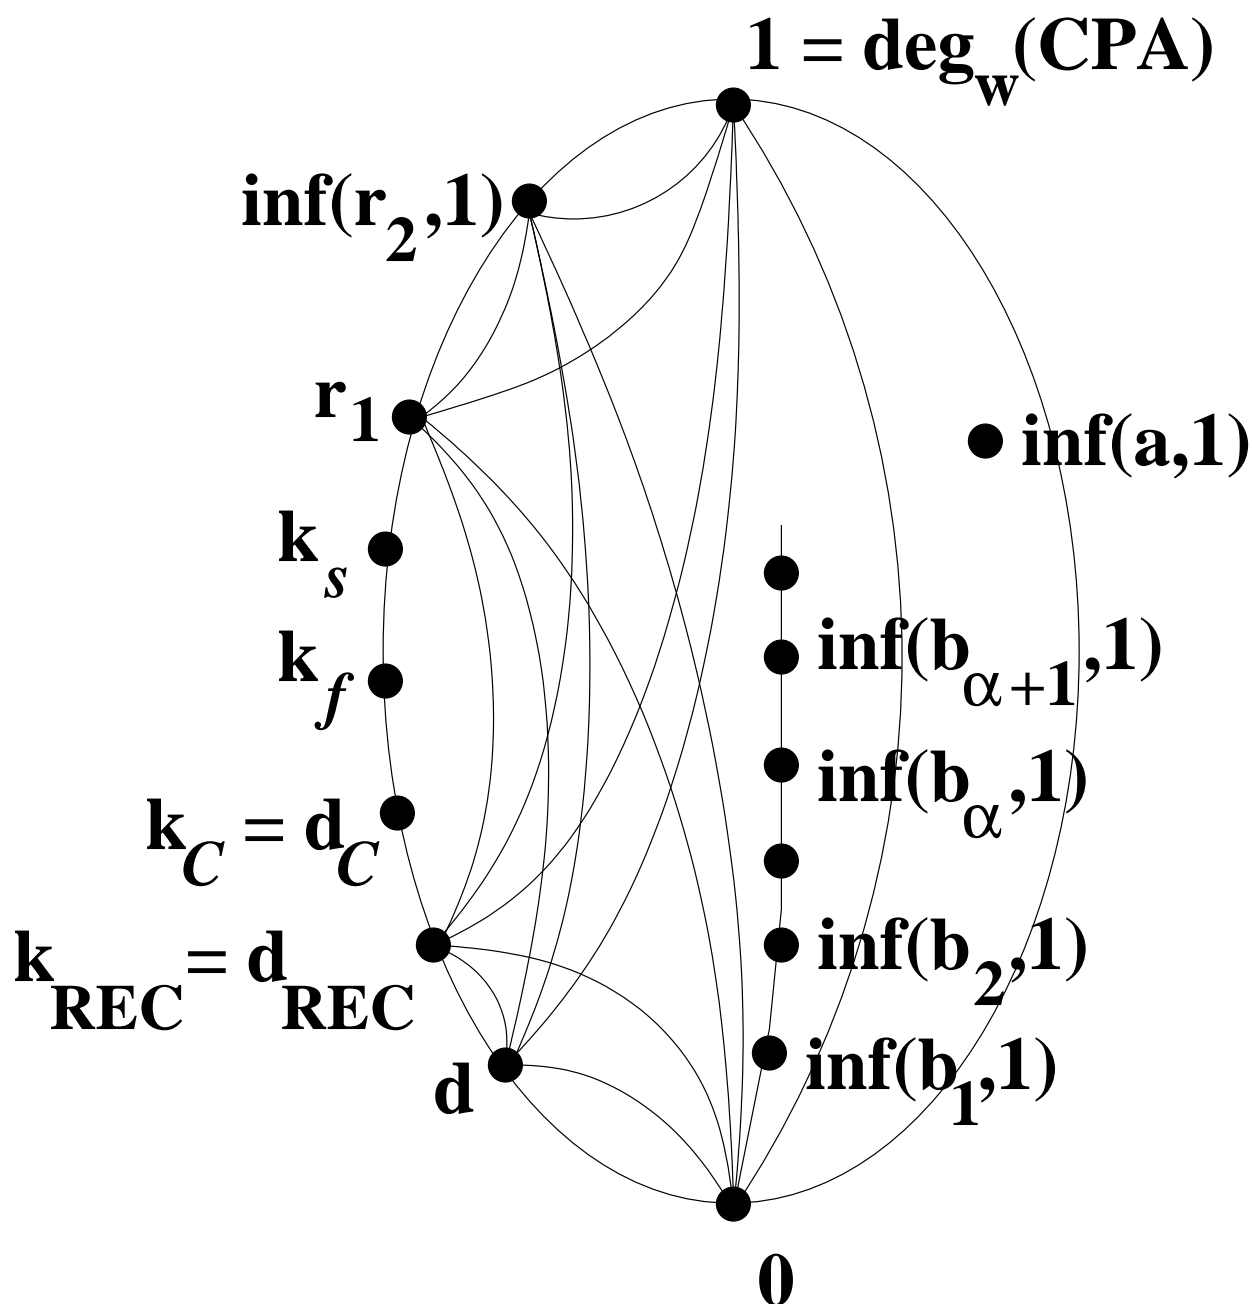 1 = deg_w(CPA)
inf(r_2,1)
r_1
inf(a,1)
k_s
inf(b_α+1,1)
k_f
inf(b_α,1)
k_C = d_C
inf(b_2,1)
k_REC = d_REC
inf(b_1,1)
d
0